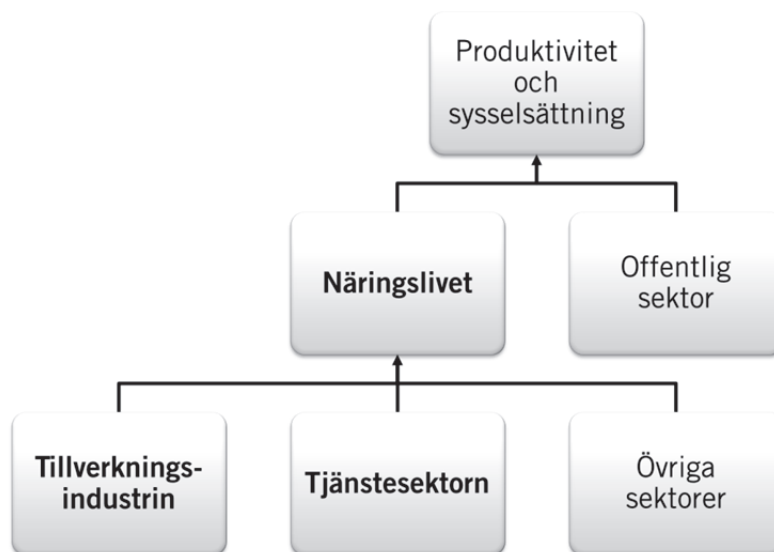 Produktivitet
och
sysselsättning
Näringslivet
Offentlig
sektor
Tillverknings-
industrin
Tjänstesektorn
Övriga
sektorer